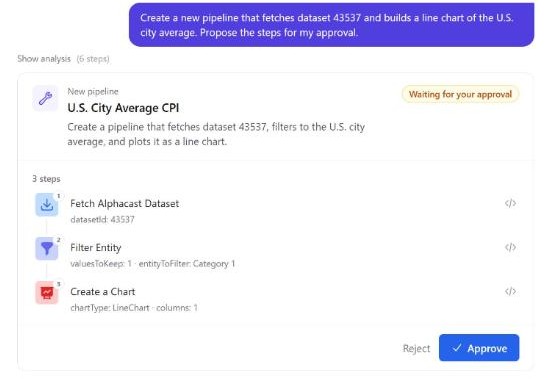 Create a new pipeline that fetches dataset 43537 and builds a line chart of the U.S.
city average. Propose the steps for my approval.
Show analysis (6 steps)
New pipeline
U.S. City Average CPI
Waiting for your approval
Create a pipeline that fetches dataset 43537, filters to the U.S. city
average, and plots it as a line chart.
3 steps
1
Fetch Alphacast Dataset
</>
datasetId: 43537
2
Filter Entity
</>
valuesToKeep: 1 · entityToFilter: Category 1
3
Create a Chart
</>
chartType: LineChart · columns: 1
Reject
Approve